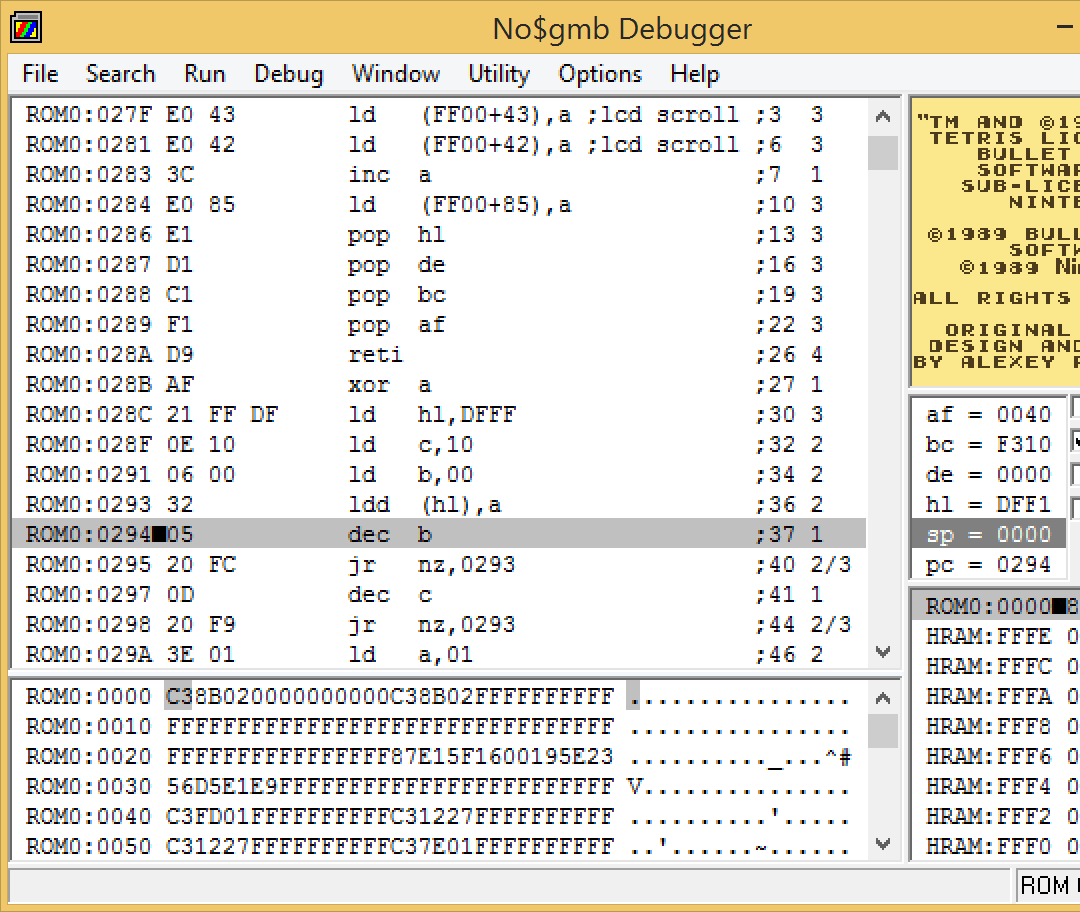 No$gmb Debugger
File Search Run Debug Window Utility Options Help
ROM0:027F E0 43 ld (FF00+43),a ;lcd scroll ;3 3
ROM0:0281 E0 42 ld (FF00+42),a ;lcd scroll ;6 3
ROM0:0283 3C inc a ;7 1
ROM0:0284 E0 85 ld (FF00+85),a ;10 3
ROM0:0286 E1 pop hl ;13 3
ROM0:0287 D1 pop de ;16 3
ROM0:0288 C1 pop bc ;19 3
ROM0:0289 F1 pop af ;22 3
ROM0:028A D9 reti ;26 4
ROM0:028B AF xor a ;27 1
ROM0:028C 21 FF DF ld hl,DFFF ;30 3
ROM0:028F 0E 10 ld c,10 ;32 2
ROM0:0291 06 00 ld b,00 ;34 2
ROM0:0293 32 ldd (hl),a ;36 2
ROM0:0294■05 dec b ;37 1
ROM0:0295 20 FC jr nz,0293 ;40 2/3
ROM0:0297 0D dec c ;41 1
ROM0:0298 20 F9 jr nz,0293 ;44 2/3
ROM0:029A 3E 01 ld a,01 ;46 2
ROM0:0000 C38B020000000000C38B02FFFFFFFFFF ................
ROM0:0010 FFFFFFFFFFFFFFFFFFFFFFFFFFFFFFFF ................
ROM0:0020 FFFFFFFFFFFFFFFF87E15F1600195E23 .........._...^#
ROM0:0030 56D5E1E9FFFFFFFFFFFFFFFFFFFFFFFF V...............
ROM0:0040 C3FD01FFFFFFFFFFC31227FFFFFFFFFF ..........'.....
ROM0:0050 C31227FFFFFFFFFFC37E01FFFFFFFFFF ..'......~......
"TM AND ©19
TETRIS LIC
BULLET
SOFTWAR
SUB-LICE
NINTE
©1989 BULL
SOFTW
©1989 Nin
ALL RIGHTS
ORIGINAL
DESIGN AND
BY ALEXEY P
af = 0040
bc = F310
de = 0000
hl = DFF1
sp = 0000
pc = 0294
ROM0:0000■8
HRAM:FFFE 0
HRAM:FFFC 0
HRAM:FFFA 0
HRAM:FFF8 0
HRAM:FFF6 0
HRAM:FFF4 0
HRAM:FFF2 0
HRAM:FFF0 0
ROM